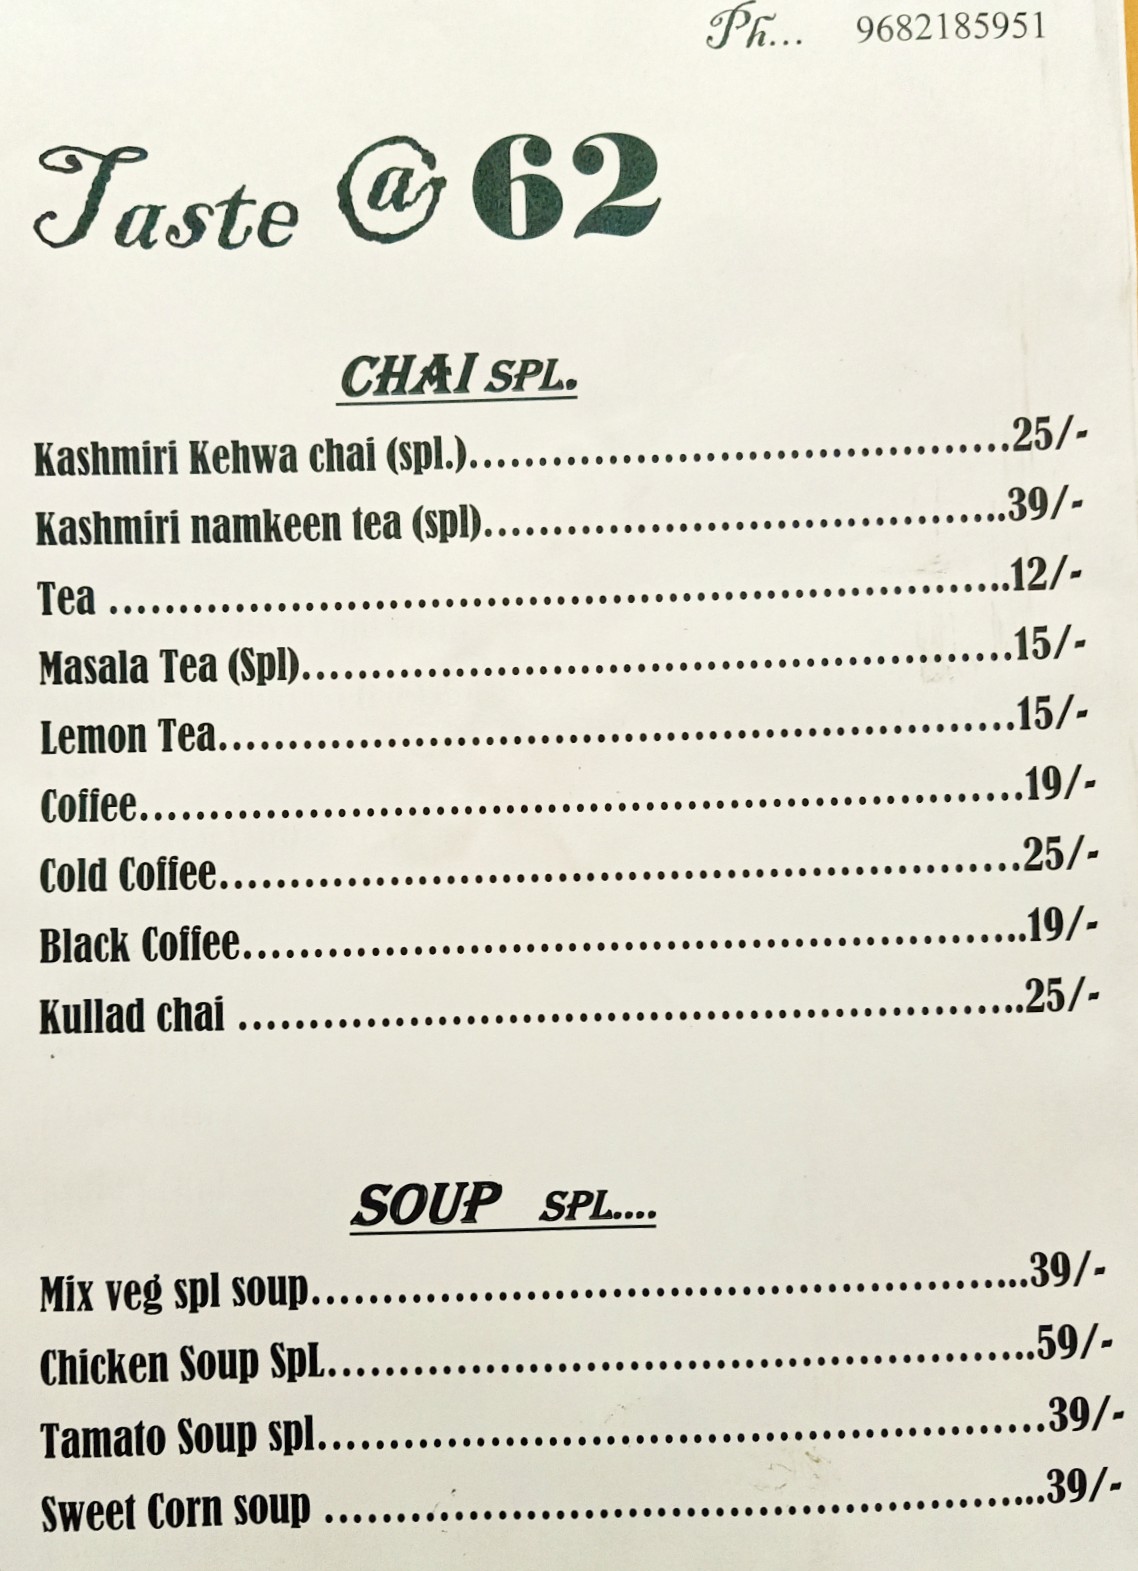 Ph... 9682185951
Taste @ 62
CHAI SPL.
Kashmiri Kehwa chai (spl.)......................................25/-
Kashmiri namkeen tea (spl).....................................39/-
Tea ................................................................12/-
Masala Tea (Spl)..................................................15/-
Lemon Tea........................................................15/-
Coffee..............................................................19/-
Cold Coffee........................................................25/-
Black Coffee.......................................................19/-
Kullad chai .......................................................25/-
SOUP SPL....
Mix veg spl soup...................................................39/-
Chicken Soup SpL..................................................59/-
Tamato Soup spl...................................................39/-
Sweet Corn soup ...................................................39/-